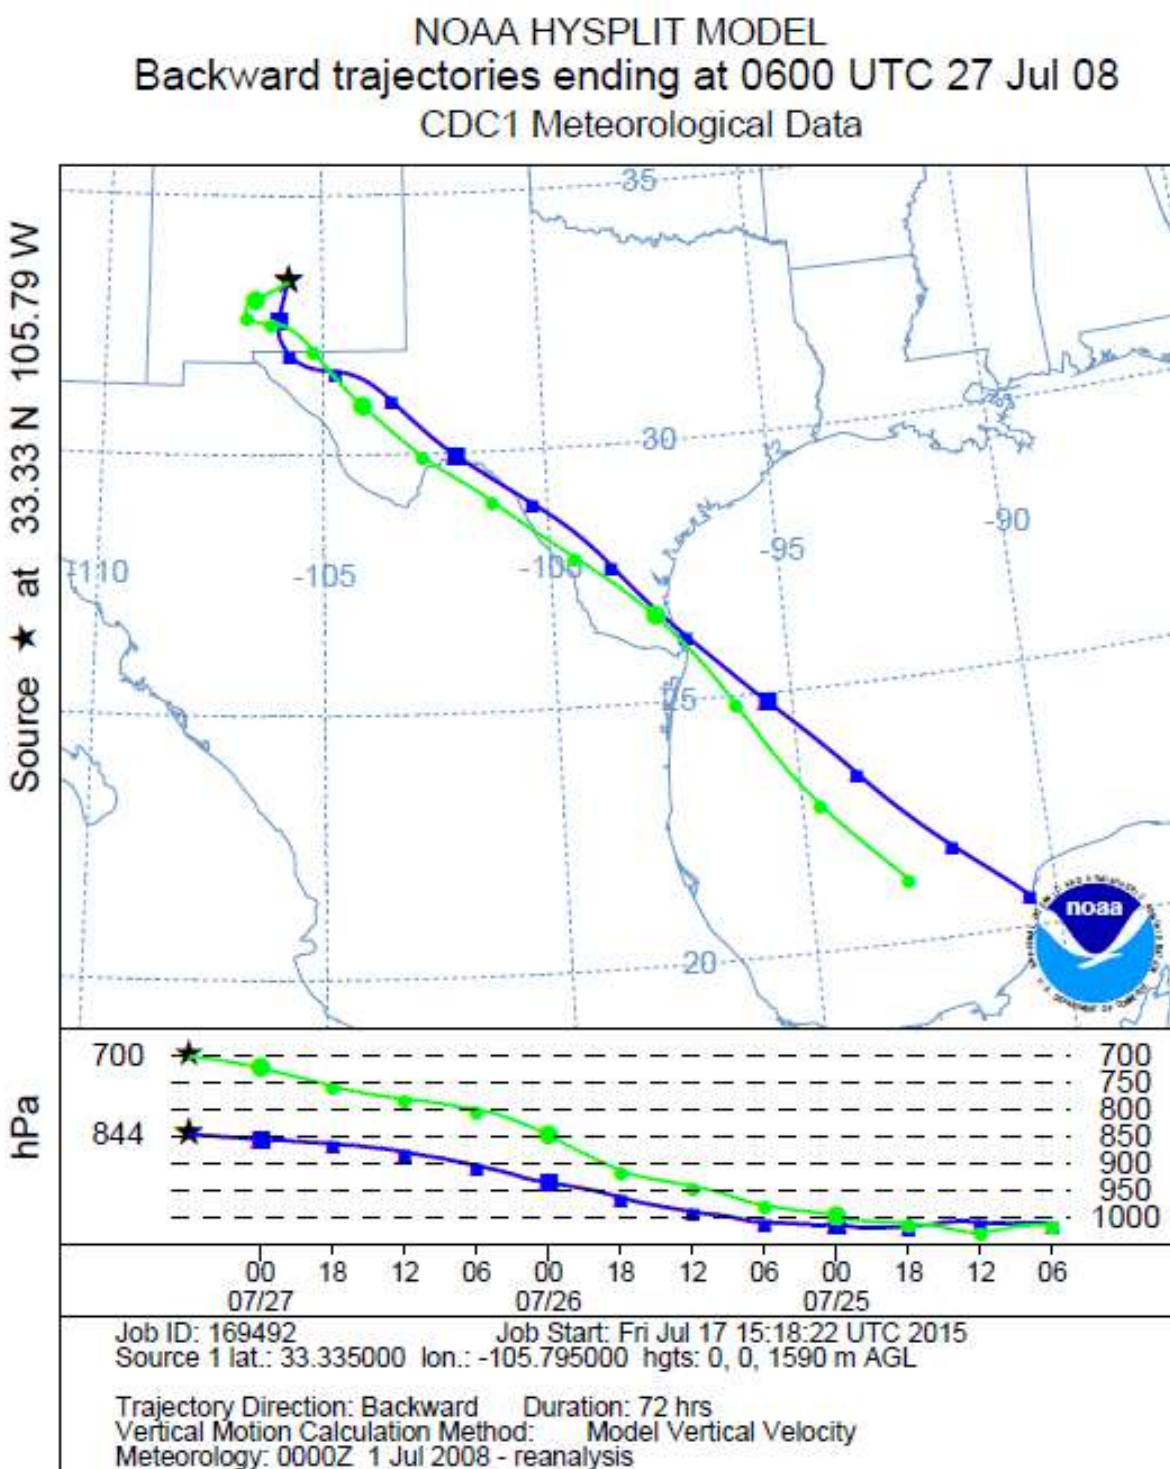 NOAA HYSPLIT MODEL
Backward trajectories ending at 0600 UTC 27 Jul 08
CDC1 Meteorological Data
Source ★ at 33.33 N 105.79 W
-35
30
-90
-95
-110
-105
-100
25
20
noaa
700
844
hPa
700
750
800
850
900
950
1000
00 18 12 06 00 18 12 06 00 18 12 06
07/27 07/26 07/25
Job ID: 169492 Job Start: Fri Jul 17 15:18:22 UTC 2015
Source 1 lat.: 33.335000 lon.: -105.795000 hgts: 0, 0, 1590 m AGL
Trajectory Direction: Backward Duration: 72 hrs
Vertical Motion Calculation Method: Model Vertical Velocity
Meteorology: 0000Z 1 Jul 2008 - reanalysis